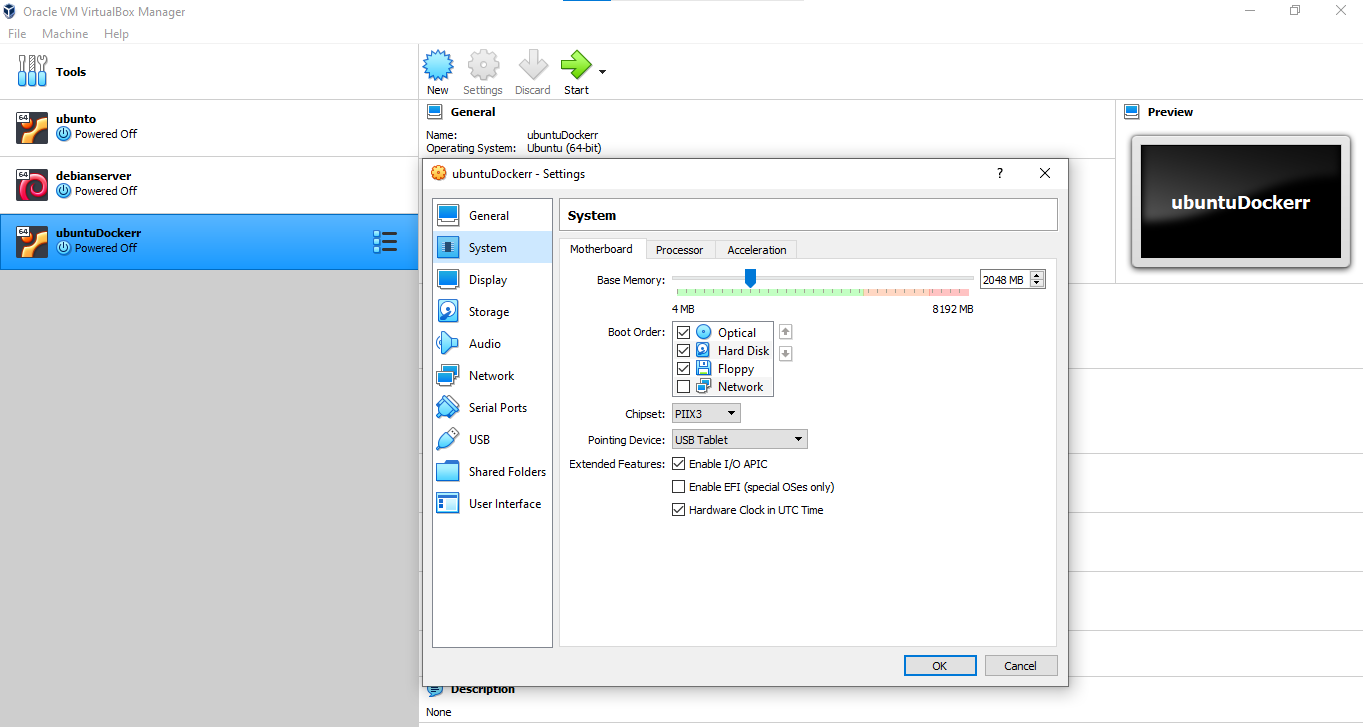 Oracle VM VirtualBox Manager
File Machine Help
Tools
New Settings Discard Start
64
ubunto
Powered Off
64
debianserver
Powered Off
64
ubuntuDockerr
Powered Off
General
Name: ubuntuDockerr
Operating System: Ubuntu (64-bit)
Preview
ubuntuDockerr
ubuntuDockerr - Settings
?
General
System
Display
Storage
Audio
Network
Serial Ports
USB
Shared Folders
User Interface
System
Motherboard Processor Acceleration
Base Memory: 2048 MB
4 MB 8192 MB
Boot Order: Optical
Hard Disk
Floppy
Network
Chipset: PIIX3
Pointing Device: USB Tablet
Extended Features: Enable I/O APIC
Enable EFI (special OSes only)
Hardware Clock in UTC Time
OK Cancel
Description
None